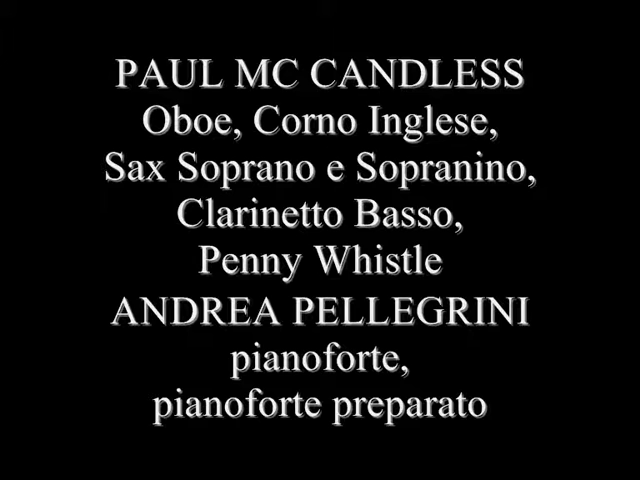 PAUL MC CANDLESS
Oboe, Corno Inglese,
Sax Soprano e Sopranino,
Clarinetto Basso,
Penny Whistle
ANDREA PELLEGRINI
pianoforte,
pianoforte preparato